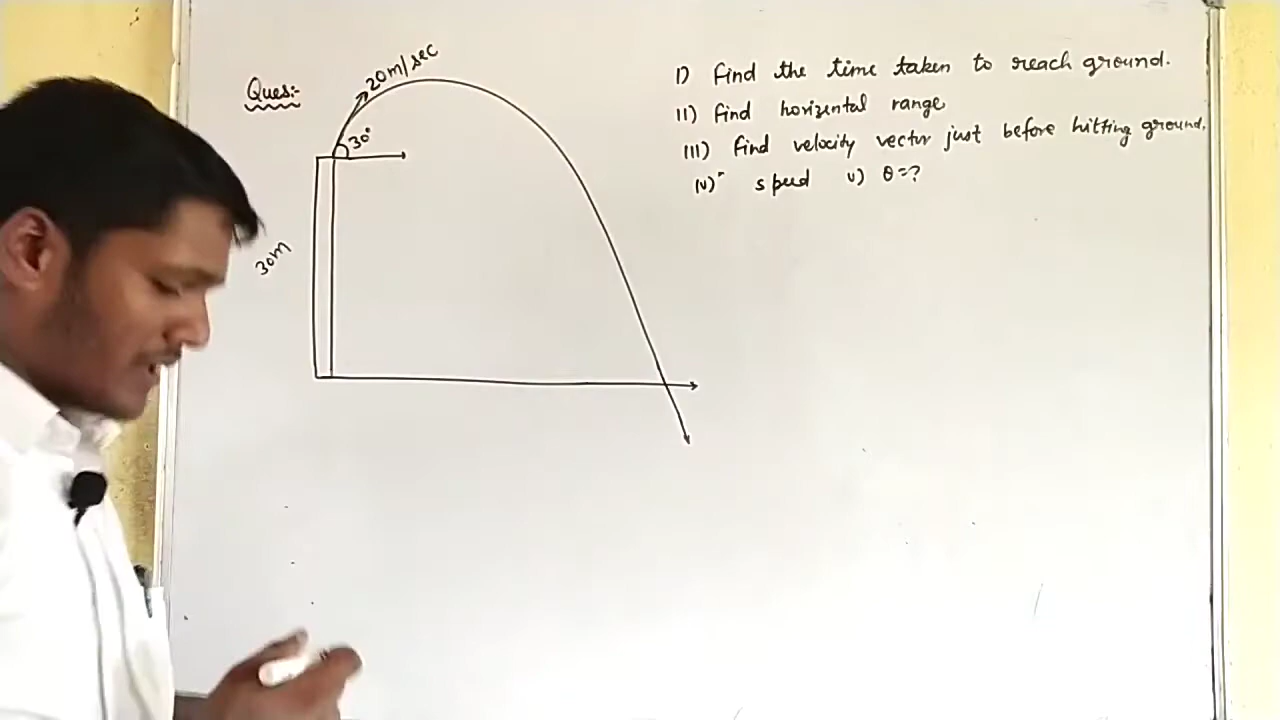 Ques:-
20m/sec
30°
30m
I) find the time taken to reach ground.
II) find horizental range
III) find velocity vector just before hitting ground.
IV) speed V) θ=?